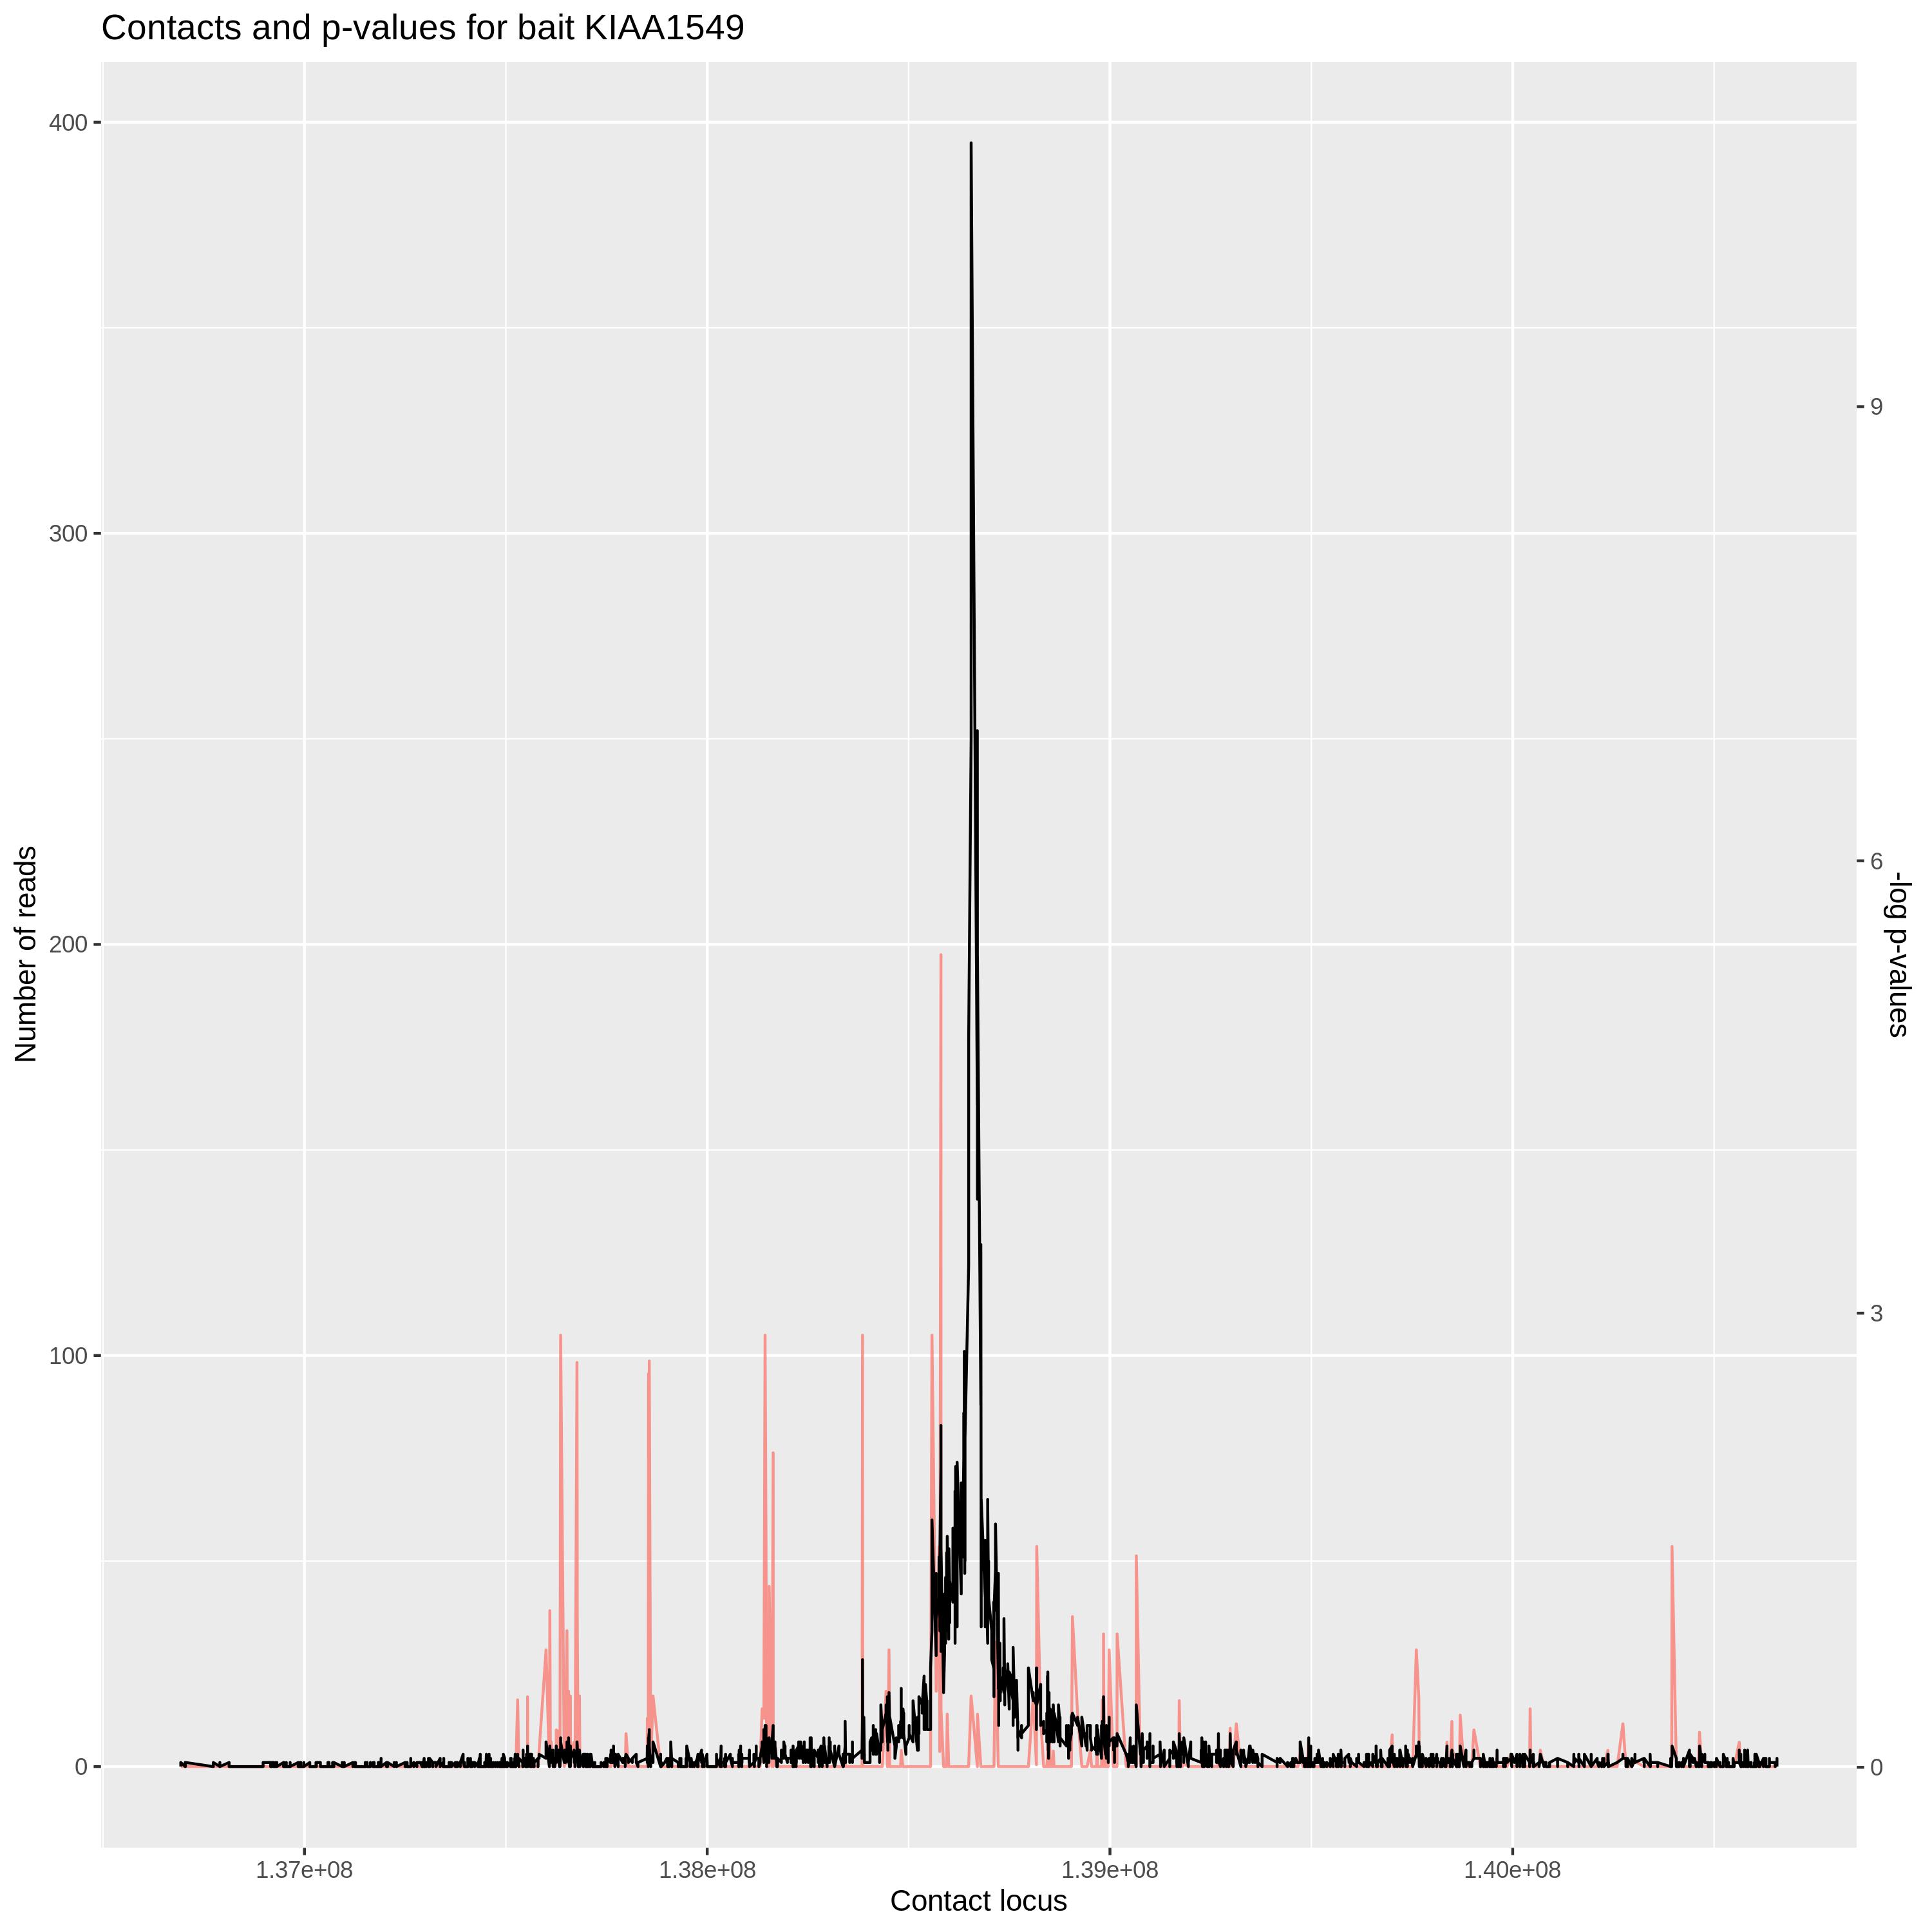 Contacts and p-values for bait KIAA1549
400
300
200
100
0
Number of reads
9
6
3
0
-log p-values
1.37e+08
1.38e+08
1.39e+08
1.40e+08
Contact locus